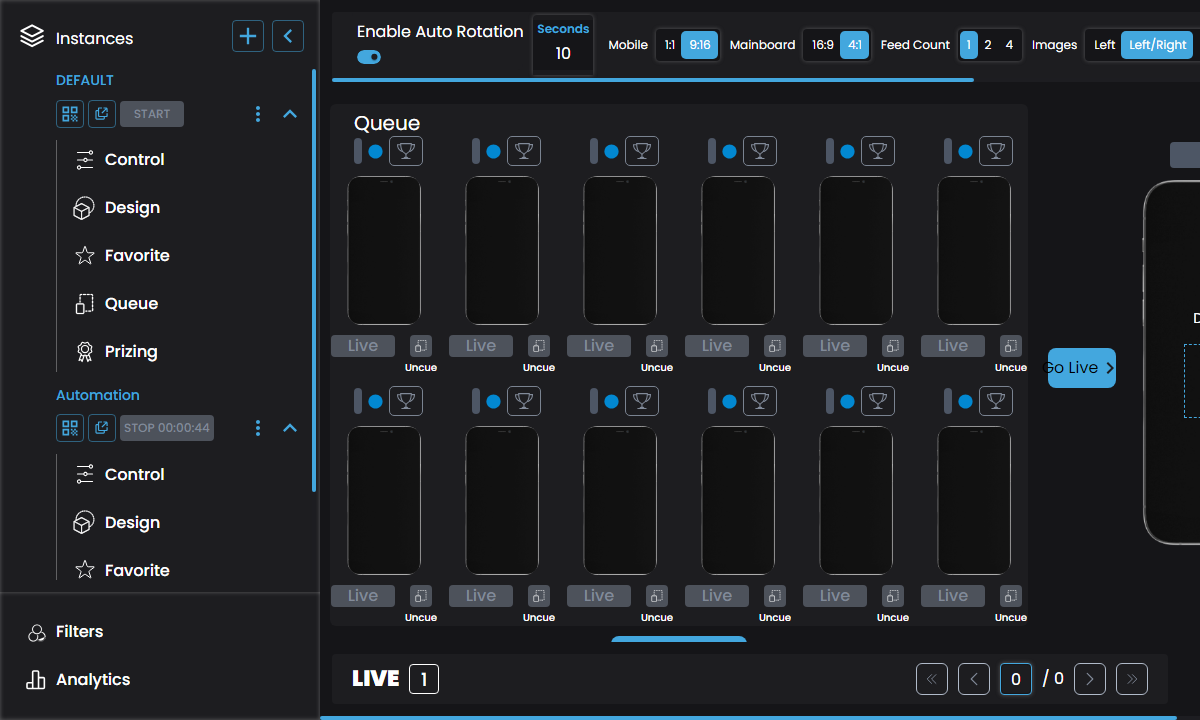 Instances
DEFAULT
START
Control
Design
Favorite
Queue
Prizing
Automation
STOP 00:00:44
Control
Design
Favorite
Filters
Analytics
Enable Auto Rotation
Seconds
10
Mobile 1:1 9:16 Mainboard 16:9 4:1 Feed Count 1 2 4 Images Left Left/Right
Queue
Live Live Live Live Live Live
Uncue Uncue Uncue Uncue Uncue Uncue
Live Live Live Live Live Live
Uncue Uncue Uncue Uncue Uncue Uncue
Go Live
LIVE 1
0 / 0